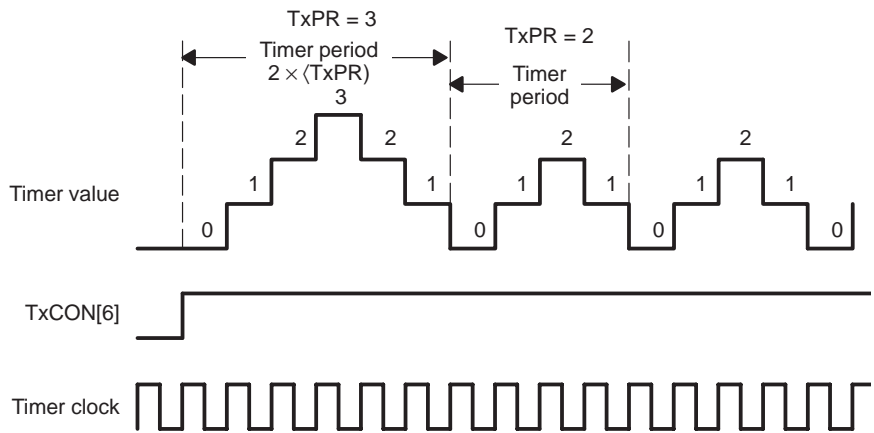 TxPR = 3
Timer period
2 × ⟨TxPR)
TxPR = 2
Timer
period
3
2 2 2 2
Timer value
1 1 1 1 1 1
0 0 0 0
TxCON[6]
Timer clock